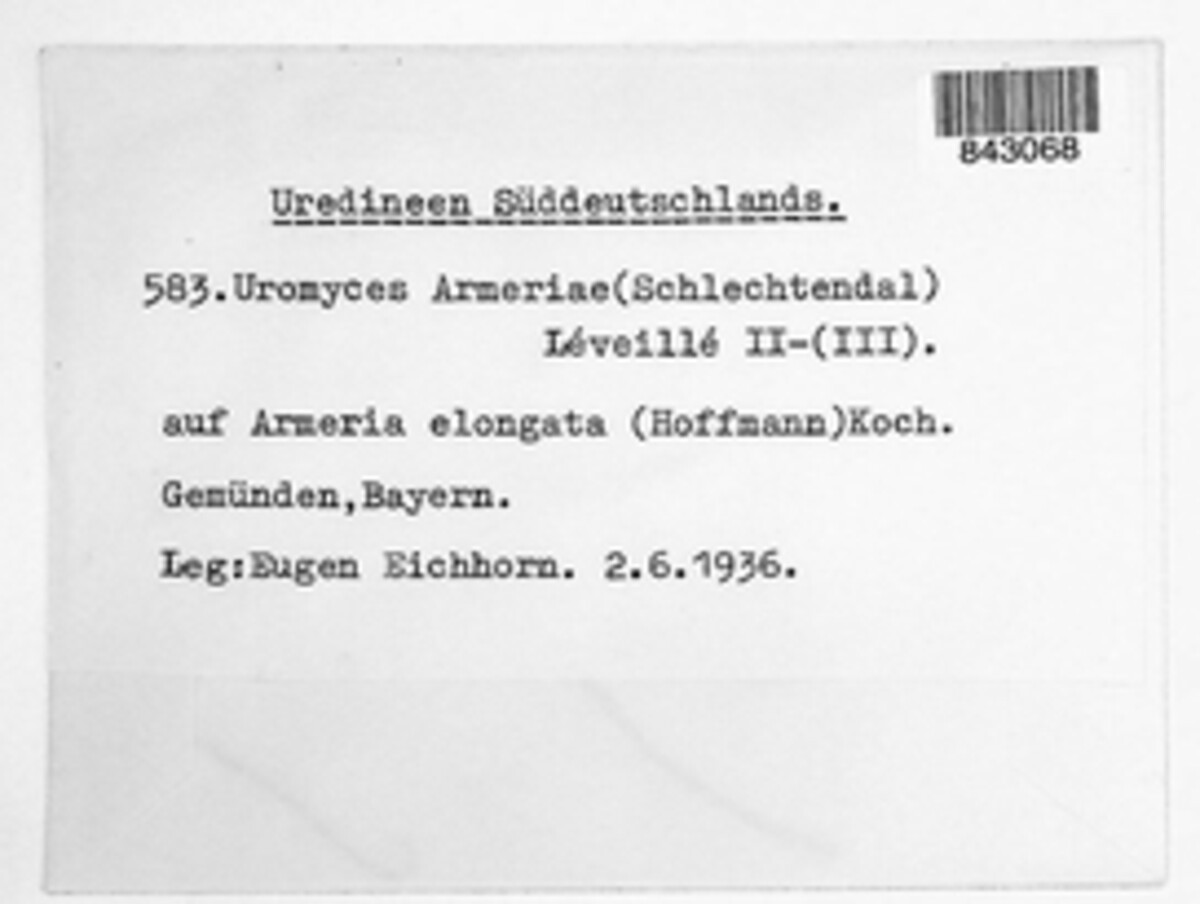 843068
Uredineen Süddeutschlands.
583.Uromyces Armeriae(Schlechtendal)
Léveillé II-(III).
auf Armeria elongata (Hoffmann)Koch.
Gemünden,Bayern.
Leg:Eugen Eichhorn. 2.6.1936.